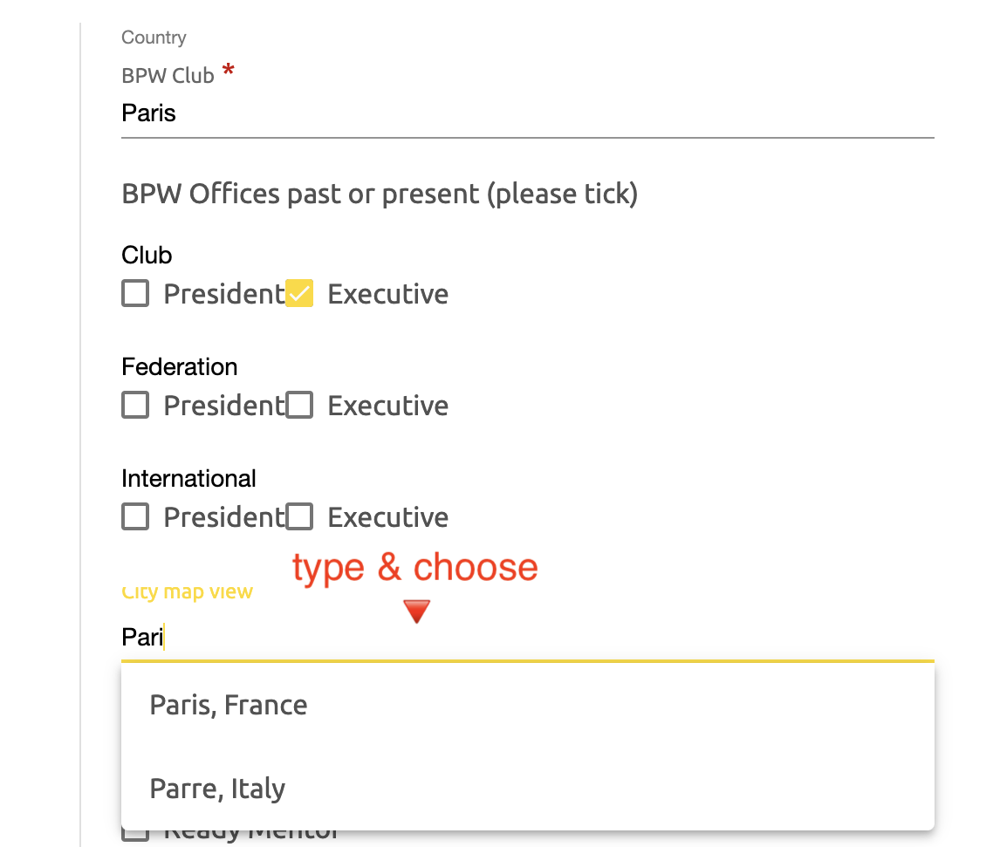 Country
BPW Club *
Paris
BPW Offices past or present (please tick)
Club
President Executive
Federation
President Executive
International
President Executive
type & choose
City map view
Pari
Paris, France
Parre, Italy
Ready Mentor